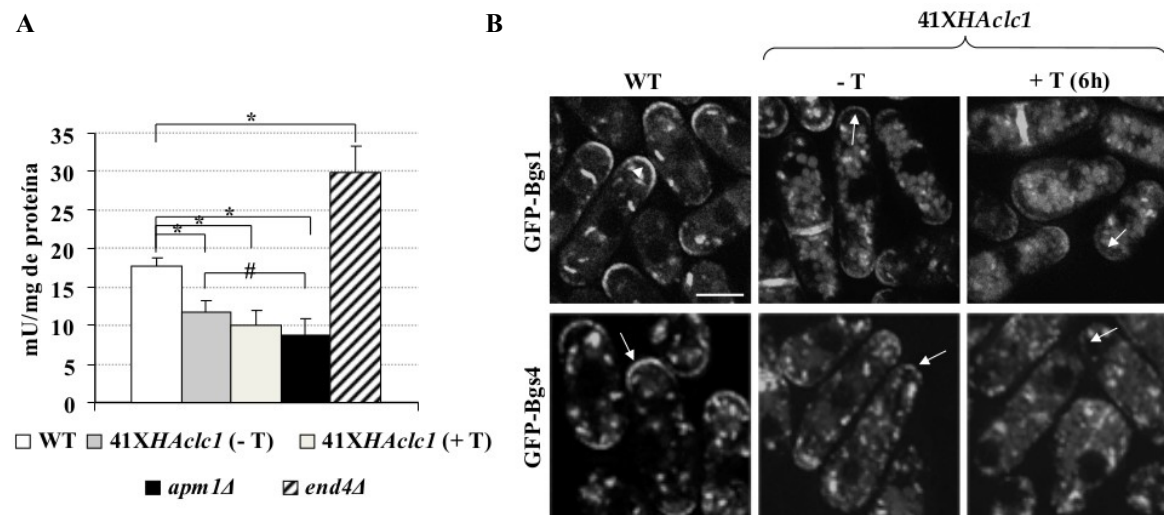 A
35
30
25
20
15
10
5
0
mU/mg de proteína
*
*
*
*
#
WT 41XHAclc1 (- T) 41XHAclc1 (+ T)
apm1Δ end4Δ
B
41XHAclc1
WT - T + T (6h)
GFP-Bgs1
GFP-Bgs4